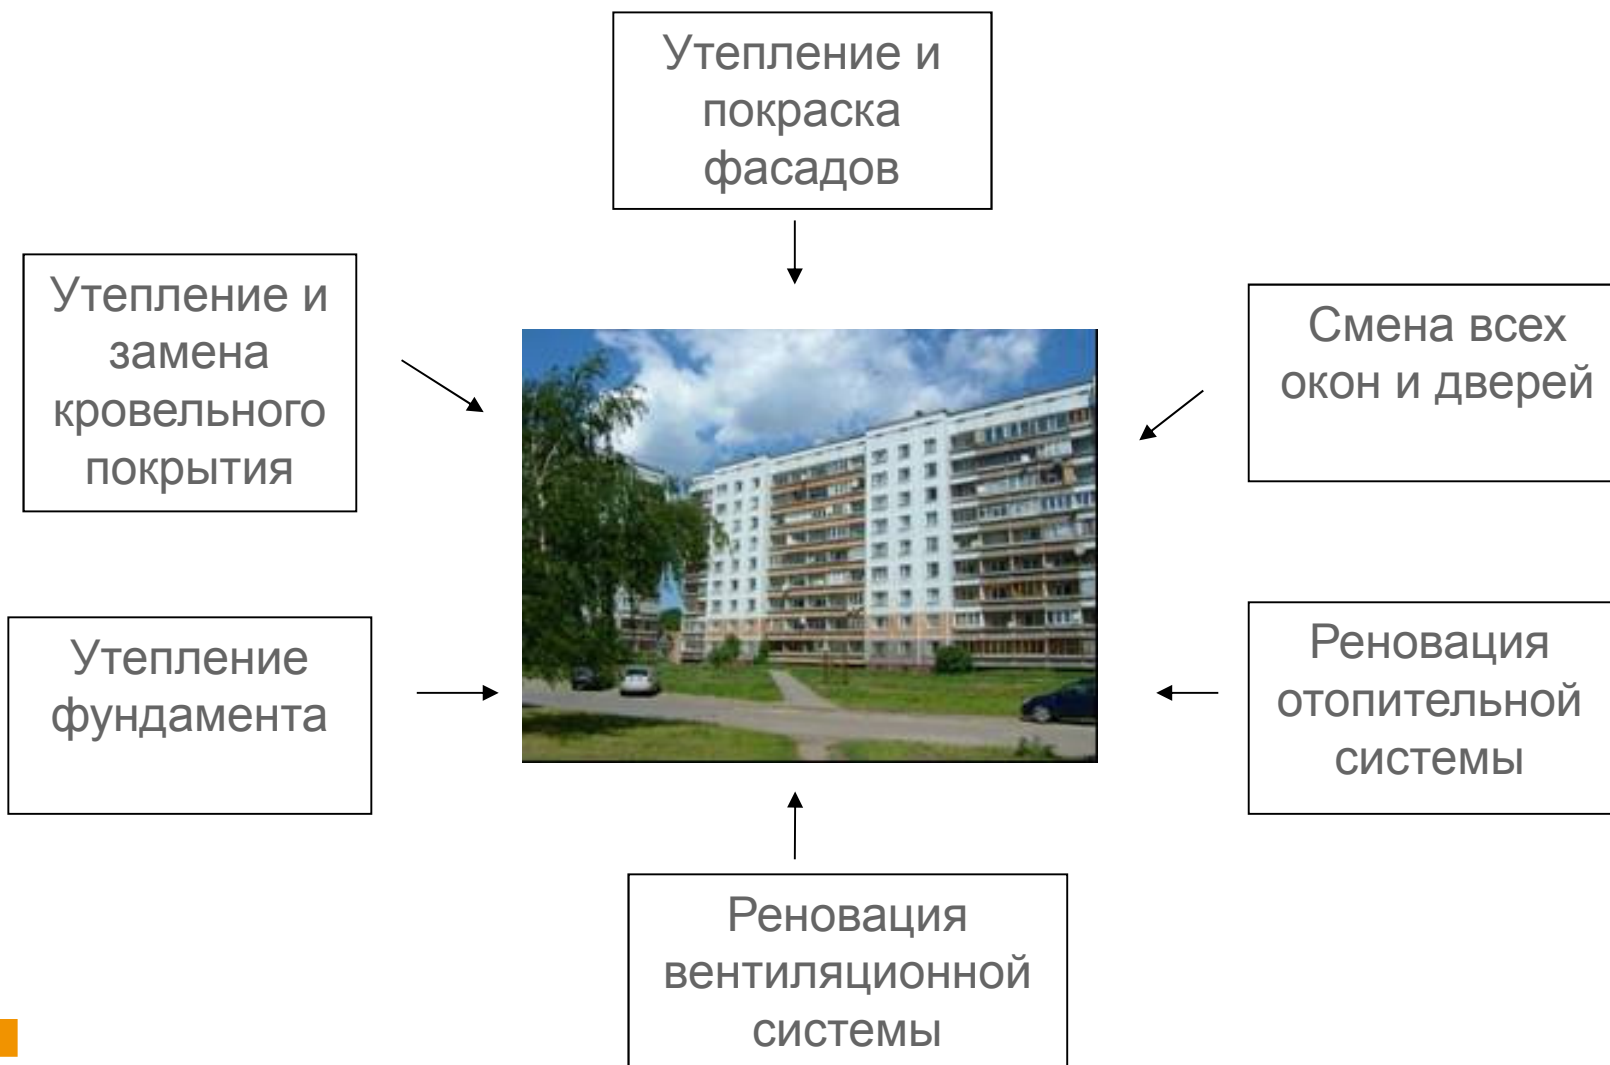 Утепление и
покраска
фасадов
Утепление и
замена
кровельного
покрытия
Смена всех
окон и дверей
Утепление
фундамента
Реновация
отопительной
системы
Реновация
вентиляционной
системы